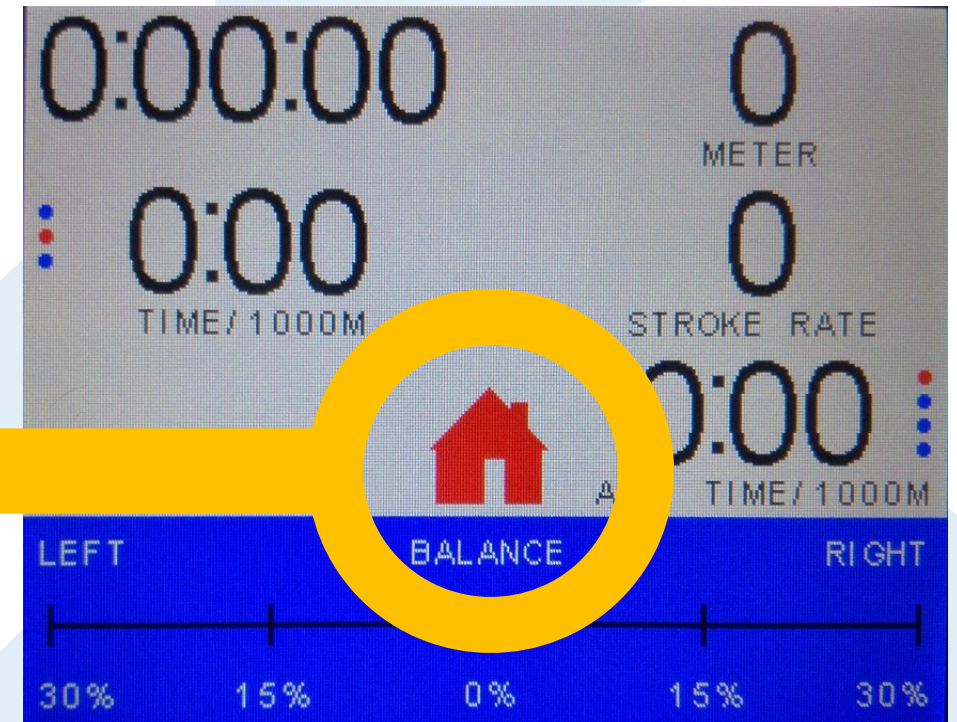 0:00:00 0
METER
0:00 0
TIME/1000M STROKE RATE
0:00
A TIME/1000M
LEFT BALANCE RIGHT
30% 15% 0% 15% 30%